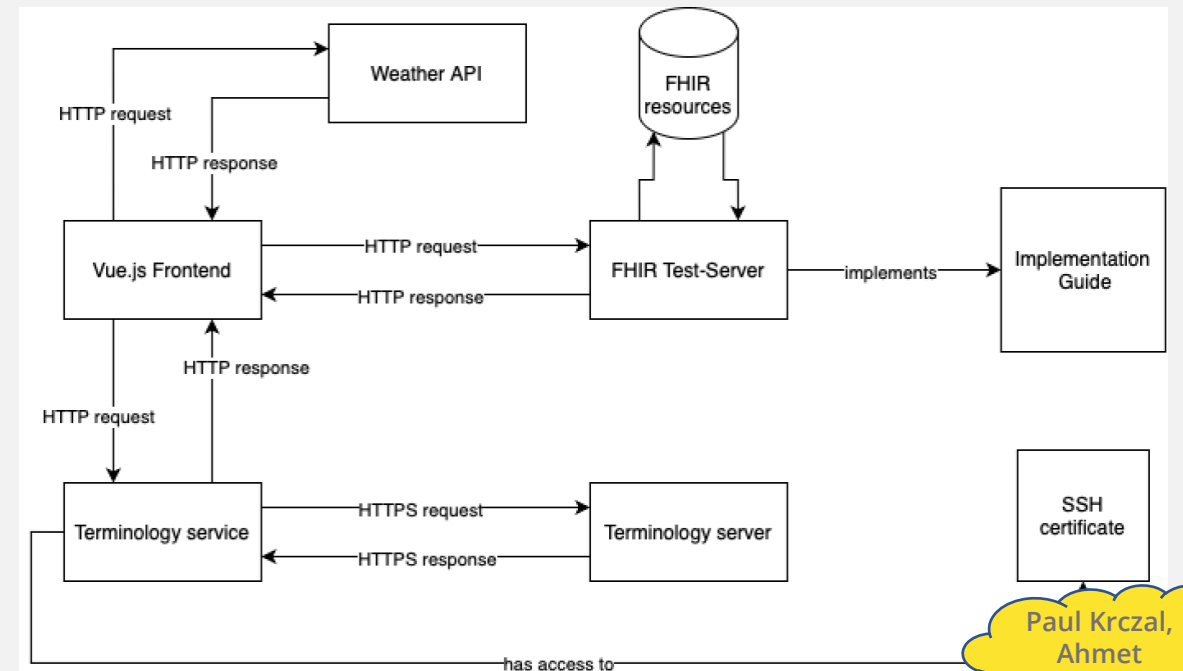 Weather API
FHIR
resources
HTTP request
HTTP response
Vue.js Frontend
HTTP request
HTTP response
FHIR Test-Server
implements
Implementation
Guide
HTTP response
HTTP request
Terminology service
HTTPS request
HTTPS response
Terminology server
SSH
certificate
has access to
Paul Krczal,
Ahmet